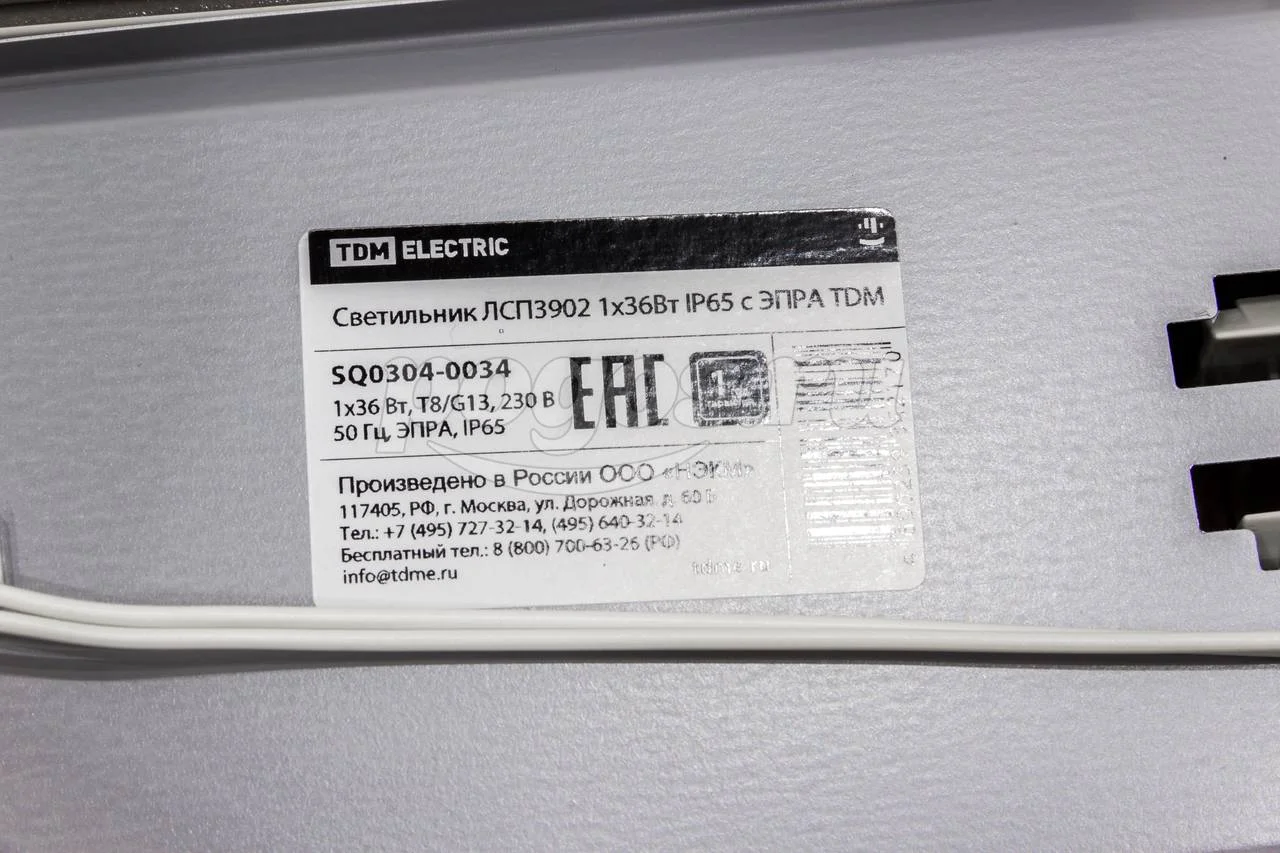 TDM ELECTRIC
Светильник ЛСП3902 1х36Вт IP65 с ЭПРА TDM
SQ0304-0034
1х36 Вт, T8/G13, 230 В
50 Гц, ЭПРА, IP65
EAC
Произведено в России ООО «НЭКМ»
117405, РФ, г. Москва, ул. Дорожная, д. 60 Б
Тел.: +7 (495) 727-32-14, (495) 640-32-14
Бесплатный тел.: 8 (800) 700-63-26 (РФ)
info@tdme.ru
tdme.ru